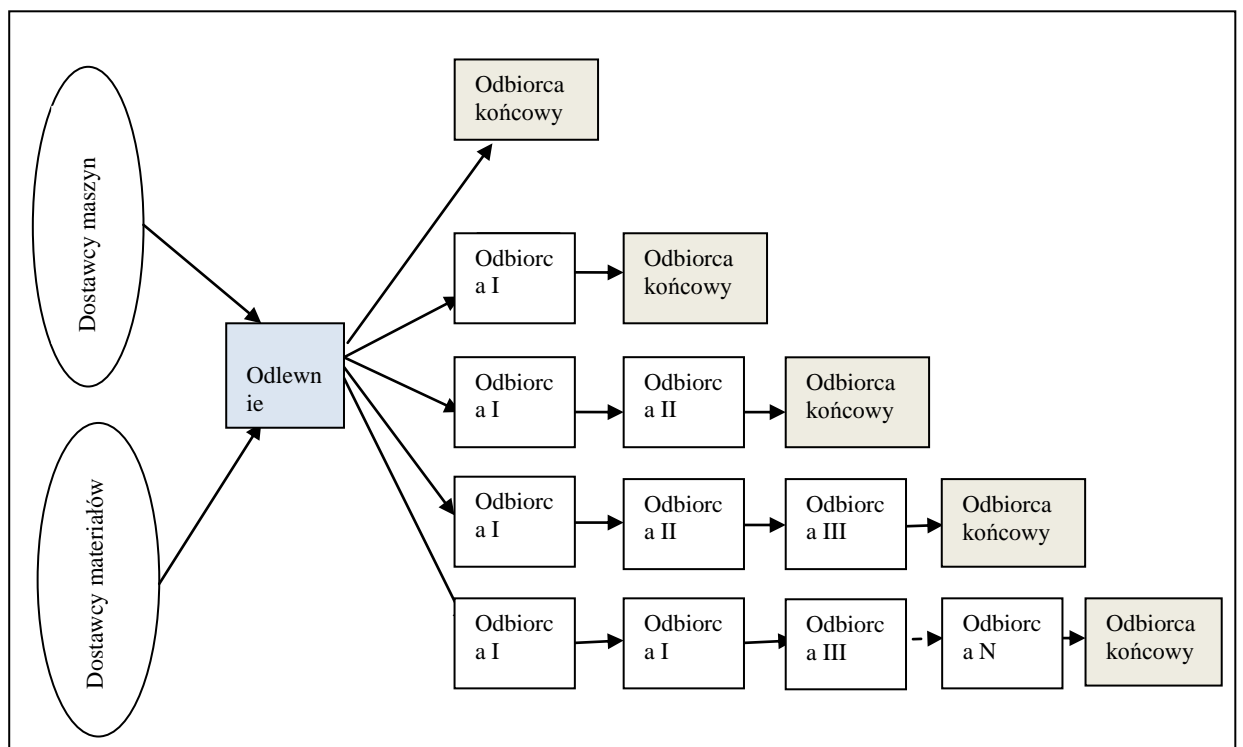 Dostawcy maszyn
Dostawcy materiałów
Odlewn
ie
Odbiorca
końcowy
Odbiorc
a I
Odbiorca
końcowy
Odbiorc
a I
Odbiorc
a II
Odbiorca
końcowy
Odbiorc
a I
Odbiorc
a II
Odbiorc
a III
Odbiorca
końcowy
Odbiorc
a I
Odbiorc
a I
Odbiorc
a III
Odbiorc
a N
Odbiorca
końcowy